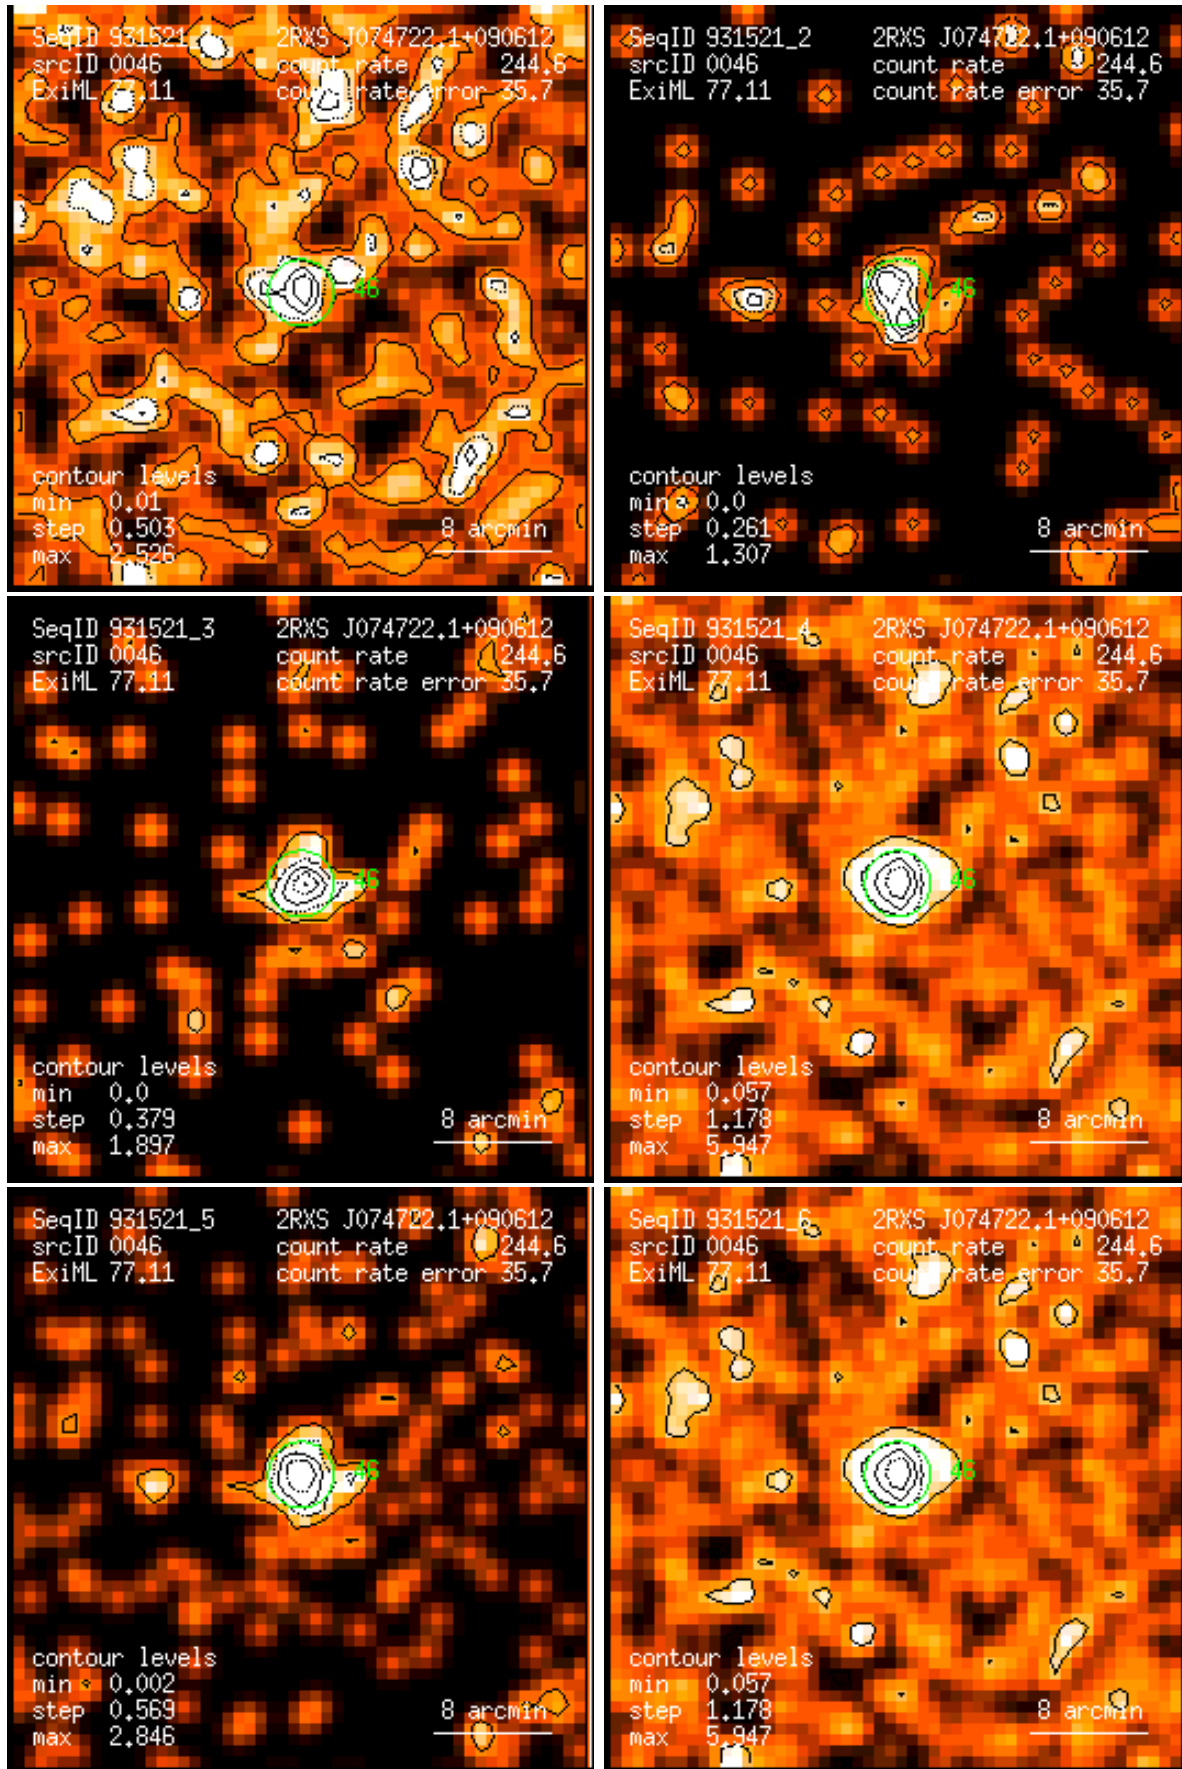 SeqID 931521_1 2RXS J074722.1+090612
srcID 0046 count rate 244.6
ExiML 77.11 count rate error 35.7
46
contour levels
min 0.01
step 0.503 8 arcmin
max 2.526
SeqID 931521_2 2RXS J074722.1+090612
srcID 0046 count rate 244.6
ExiML 77.11 count rate error 35.7
46
contour levels
min 0.0
step 0.261 8 arcmin
max 1.307
SeqID 931521_3 2RXS J074722.1+090612
srcID 0046 count rate 244.6
ExiML 77.11 count rate error 35.7
46
contour levels
min 0.0
step 0.379 8 arcmin
max 1.897
SeqID 931521_4 2RXS J074722.1+090612
srcID 0046 count rate 244.6
ExiML 77.11 count rate error 35.7
46
contour levels
min 0.057
step 1.178 8 arcmin
max 5.947
SeqID 931521_5 2RXS J074722.1+090612
srcID 0046 count rate 244.6
ExiML 77.11 count rate error 35.7
46
contour levels
min 0.002
step 0.569 8 arcmin
max 2.846
SeqID 931521_6 2RXS J074722.1+090612
srcID 0046 count rate 244.6
ExiML 77.11 count rate error 35.7
46
contour levels
min 0.057
step 1.178 8 arcmin
max 5.947